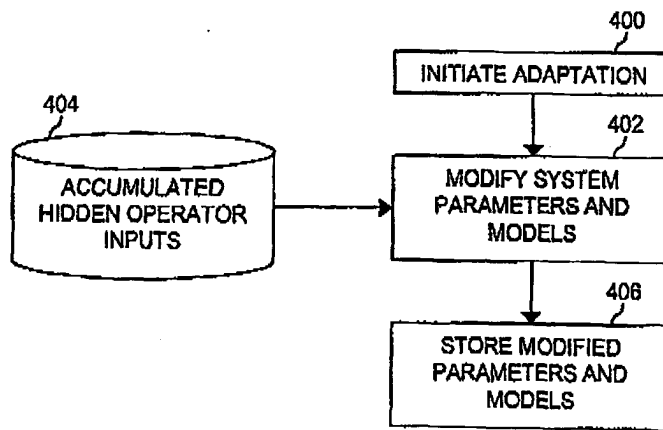 400
INITIATE ADAPTATION
404
ACCUMULATED
HIDDEN OPERATOR
INPUTS
402
MODIFY SYSTEM
PARAMETERS AND
MODELS
406
STORE MODIFIED
PARAMETERS AND
MODELS